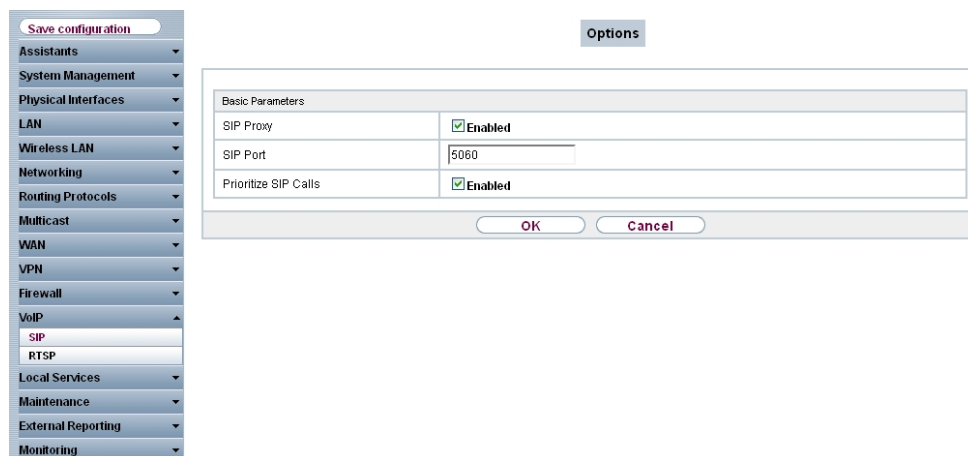 Save configuration
Assistants
System Management
Physical Interfaces
LAN
Wireless LAN
Networking
Routing Protocols
Multicast
WAN
VPN
Firewall
VoIP
SIP
RTSP
Local Services
Maintenance
External Reporting
Monitoring
Options
Basic Parameters
SIP Proxy Enabled
SIP Port 5060
Prioritize SIP Calls Enabled
OK Cancel